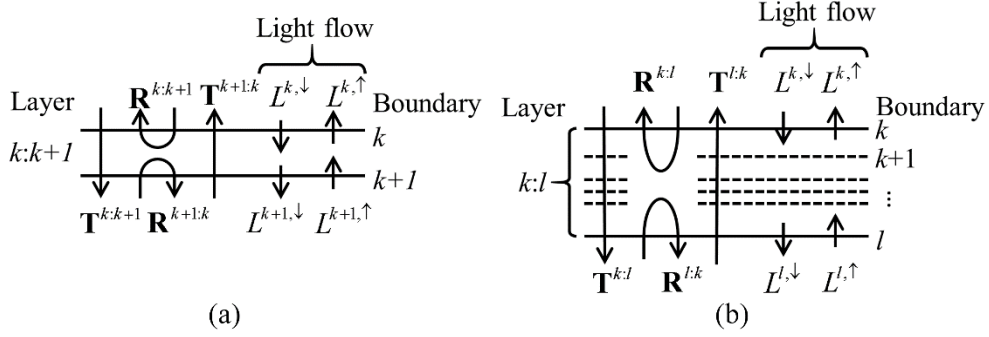 Light flow
R^{k:k+1} T^{k+1:k} L^{k,↓} L^{k,↑}
Layer Boundary
k
k:k+1
k+1
T^{k:k+1} R^{k+1:k} L^{k+1,↓} L^{k+1,↑}
(a)
Light flow
R^{k:l} T^{l:k} L^{k,↓} L^{k,↑}
Layer Boundary
k
k+1
k:l
⋮
l
T^{k:l} R^{l:k} L^{l,↓} L^{l,↑}
(b)